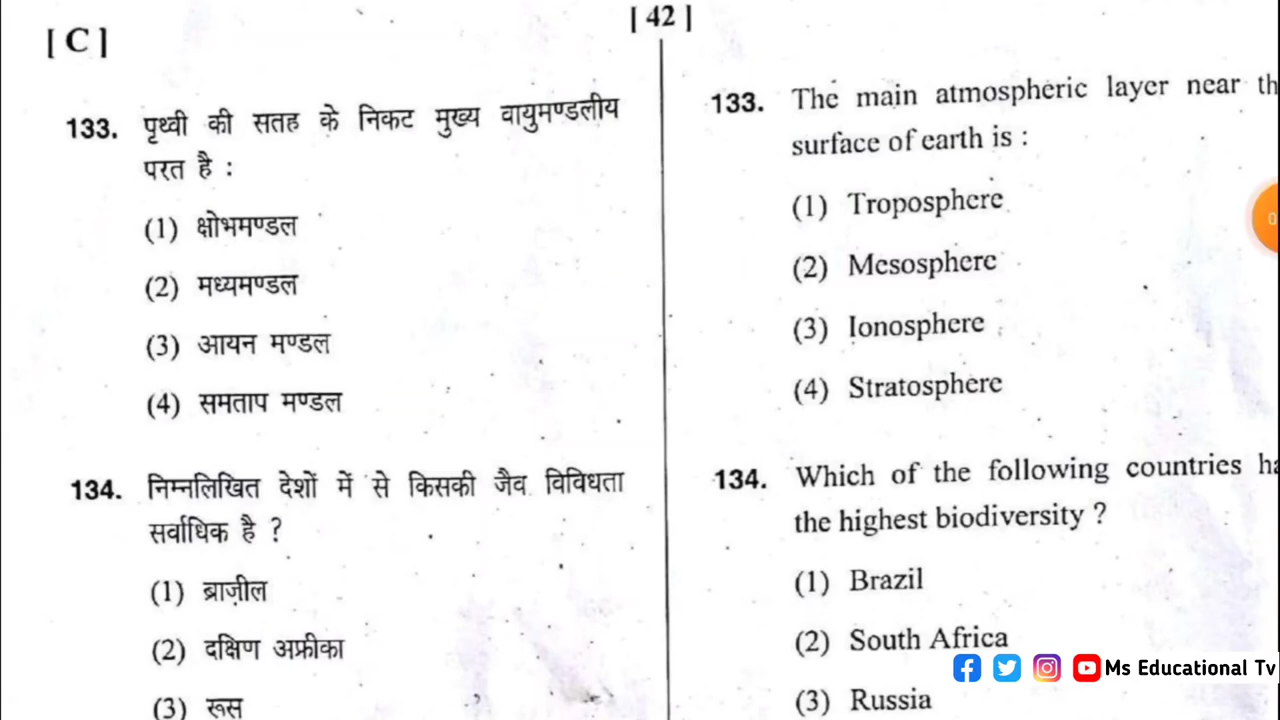 [ C ]
[ 42 ]
133. पृथ्वी की सतह के निकट मुख्य वायुमण्डलीय
परत है :
(1) क्षोभमण्डल
(2) मध्यमण्डल
(3) आयन मण्डल
(4) समताप मण्डल
134. निम्नलिखित देशों में से किसकी जैव विविधता
सर्वाधिक है ?
(1) ब्राज़ील
(2) दक्षिण अफ्रीका
(3) रूस
133. The main atmospheric layer near th
surface of earth is :
(1) Troposphere
(2) Mesosphere
(3) Ionosphere
(4) Stratosphere
134. Which of the following countries ha
the highest biodiversity ?
(1) Brazil
(2) South Africa
(3) Russia
Ms Educational Tv
0